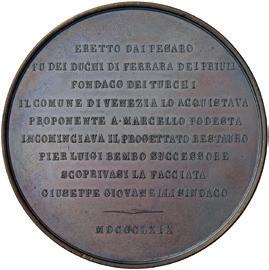 ERETTO DAI PESARO
FU DEI DUCHI DI FERRARA DEI PRIULI
FONDACO DEI TURCHI
IL COMUNE DI VENEZIA LO ACQUISTAVA
PROPONENTE A. MARCELLO PODESTA
INCOMINCIAVA IL PROGETTATO RESTAURO
PIER LUIGI BEMBO SUCCESSORE
SCOPRIVASI LA FACCIATA
GIUSEPPE GIOVANELLI SINDACO
MDCCCLXIX